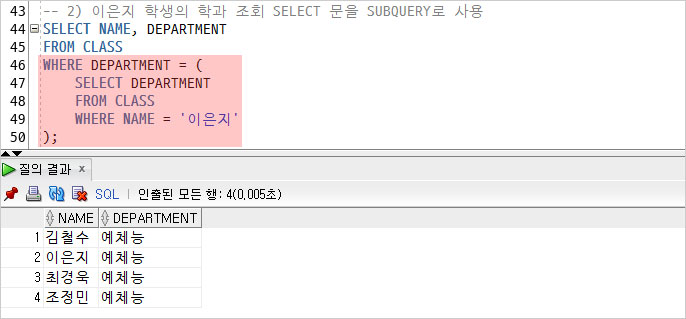 43 -- 2) 이은지 학생의 학과 조회 SELECT 문을 SUBQUERY로 사용
44 SELECT NAME, DEPARTMENT
45 FROM CLASS
46 WHERE DEPARTMENT = (
47 SELECT DEPARTMENT
48 FROM CLASS
49 WHERE NAME = '이은지'
50 );
질의 결과 x
SQL | 인출된 모든 행: 4(0,005초)
NAME DEPARTMENT
1 김철수 예체능
2 이은지 예체능
3 최경욱 예체능
4 조정민 예체능